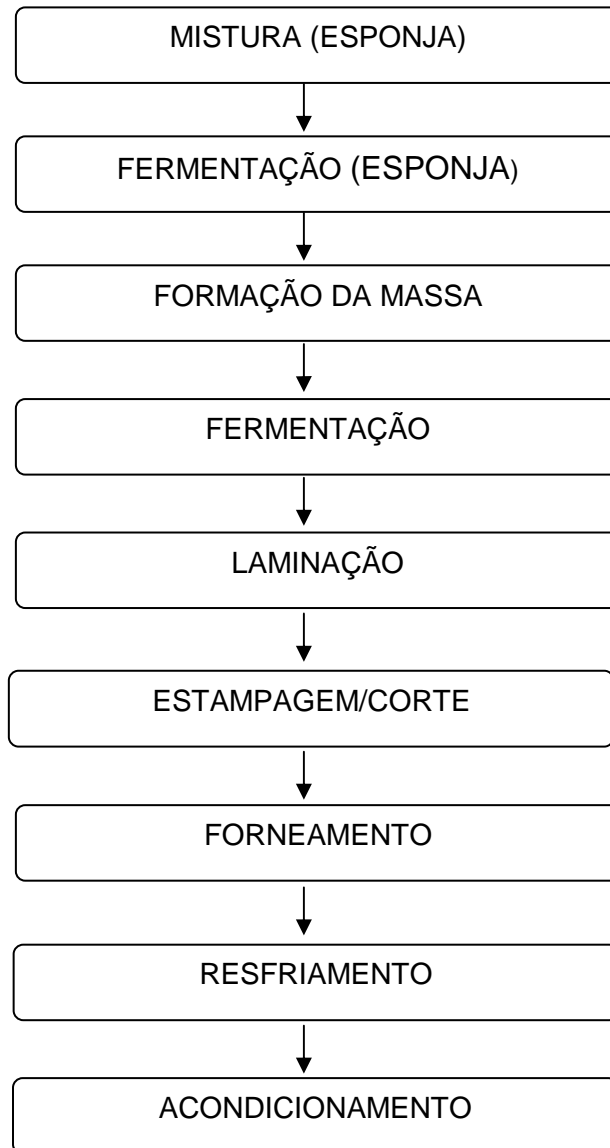 MISTURA (ESPONJA)
FERMENTAÇÃO (ESPONJA)
FORMAÇÃO DA MASSA
FERMENTAÇÃO
LAMINAÇÃO
ESTAMPAGEM/CORTE
FORNEAMENTO
RESFRIAMENTO
ACONDICIONAMENTO